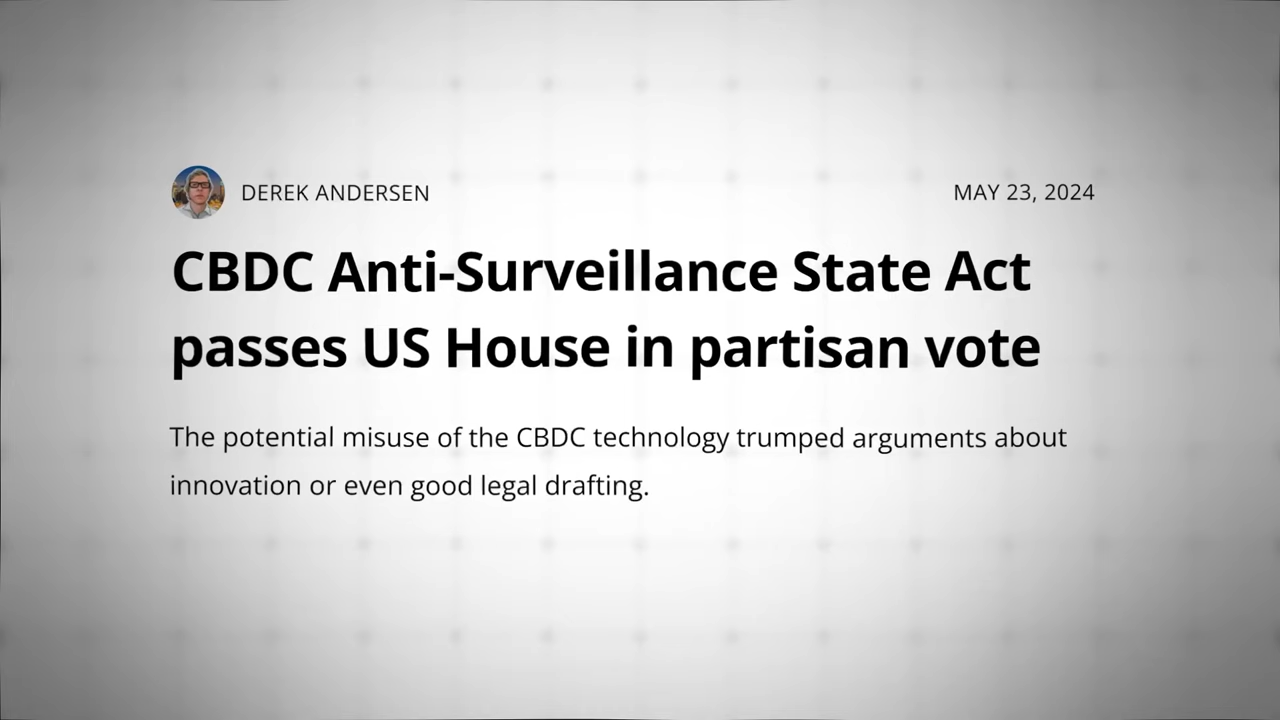 DEREK ANDERSEN
MAY 23, 2024
CBDC Anti-Surveillance State Act
passes US House in partisan vote
The potential misuse of the CBDC technology trumped arguments about
innovation or even good legal drafting.